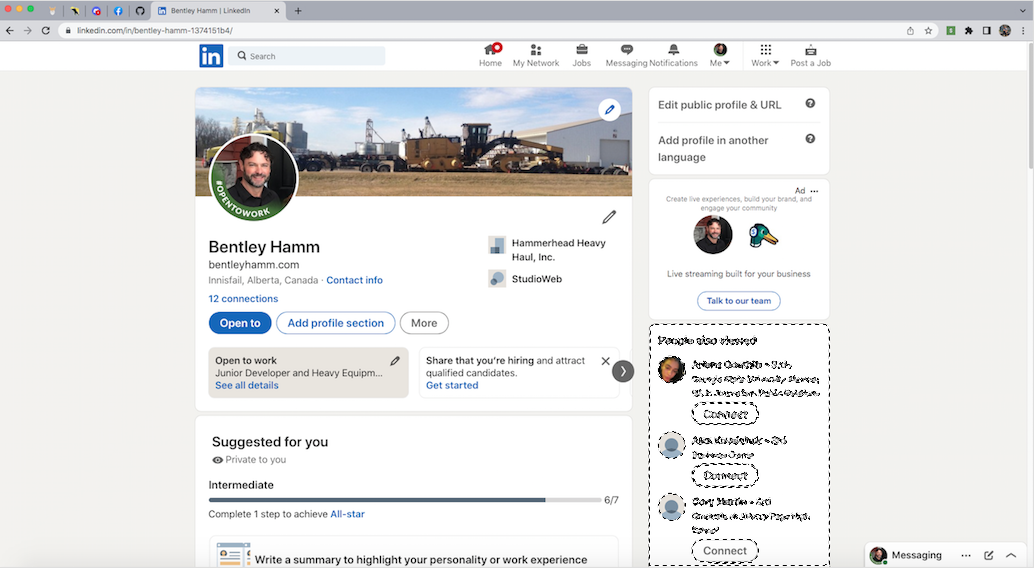 Bentley Hamm | LinkedIn
linkedin.com/in/bentley-hamm-1374151b4/
in
Search
Home
My Network
Jobs
Messaging
Notifications
Me
Work
Post a Job
#OPENTOWORK
Bentley Hamm
bentleyhamm.com
Innisfail, Alberta, Canada · Contact info
12 connections
Hammerhead Heavy
Haul, Inc.
StudioWeb
Open to
Add profile section
More
Open to work
Junior Developer and Heavy Equipm...
See all details
Share that you're hiring and attract
qualified candidates.
Get started
Suggested for you
Private to you
Intermediate
6/7
Complete 1 step to achieve All-star
Write a summary to highlight your personality or work experience
Edit public profile & URL
Add profile in another
language
Ad
Create live experiences, build your brand, and
engage your community
Live streaming built for your business
Talk to our team
People also viewed
Connect
Connect
Connect
Messaging